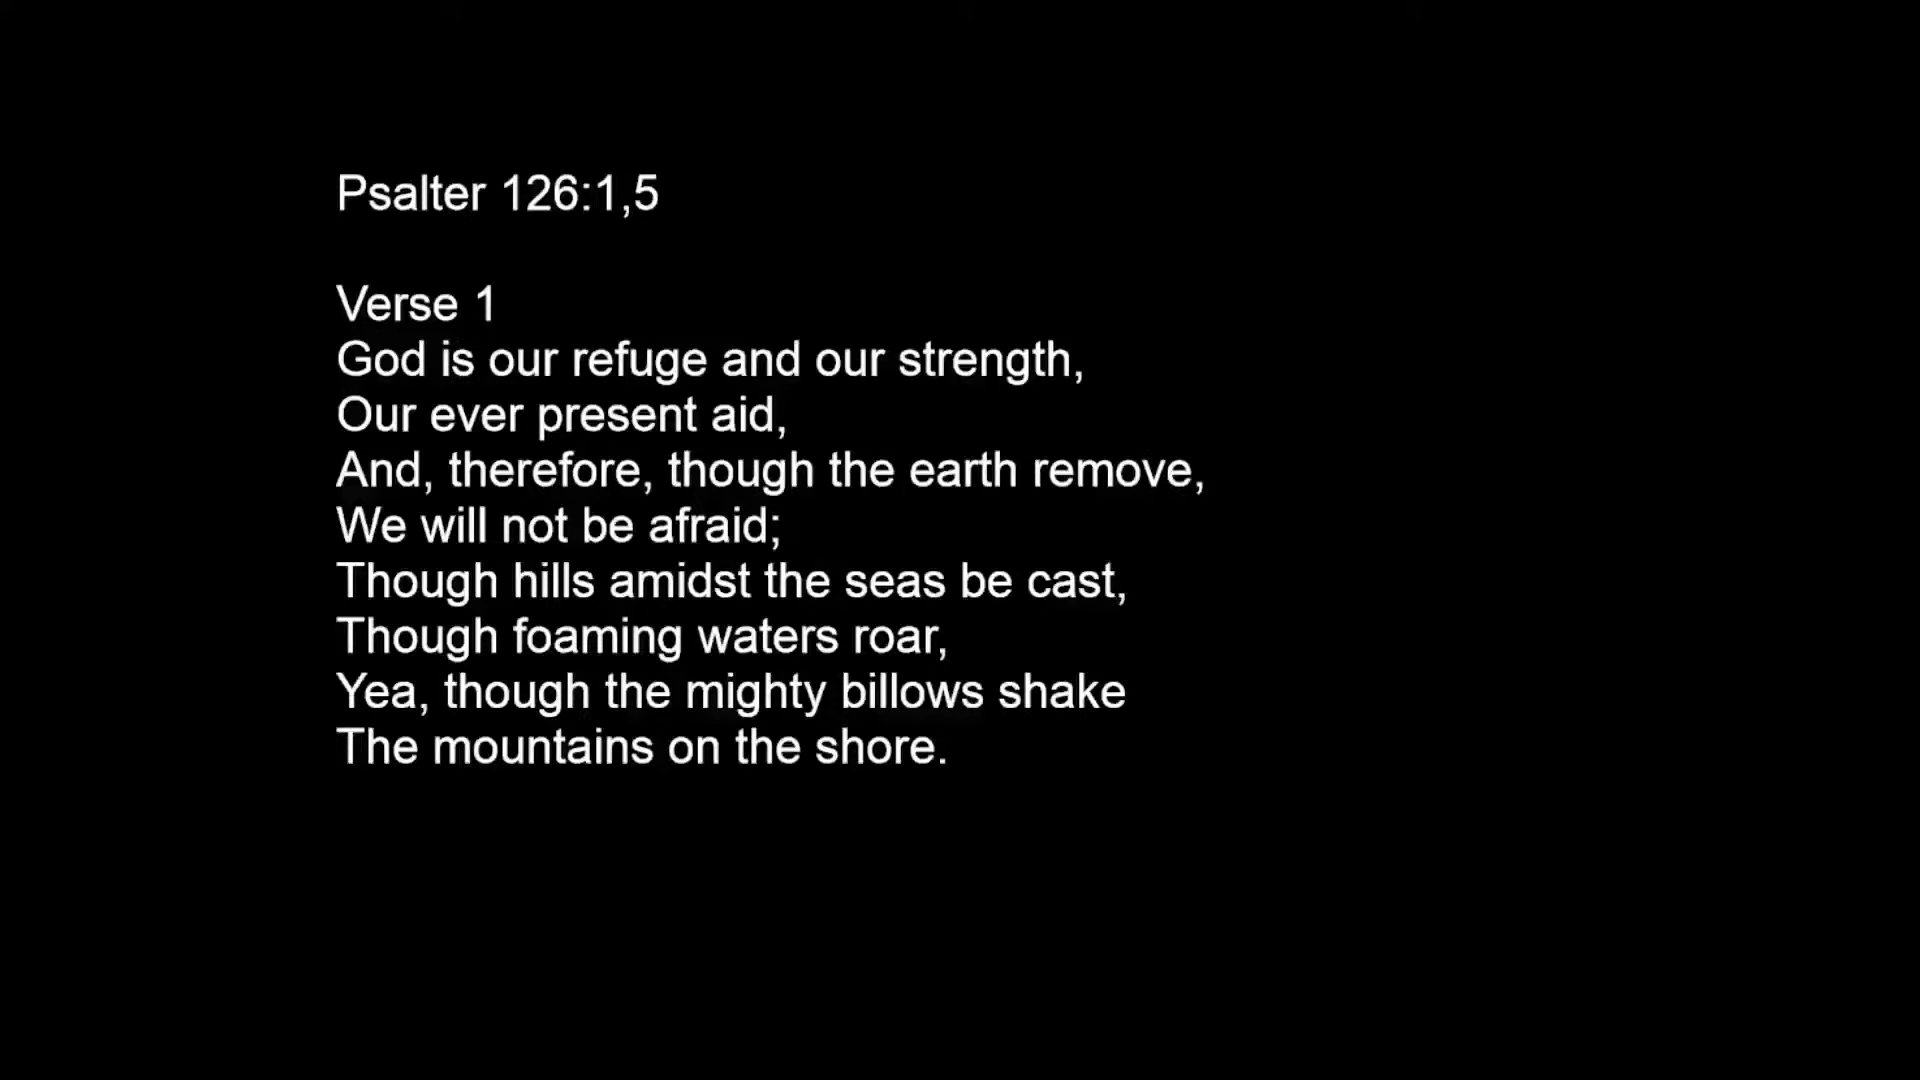 Psalter 126:1,5
Verse 1
God is our refuge and our strength,
Our ever present aid,
And, therefore, though the earth remove,
We will not be afraid;
Though hills amidst the seas be cast,
Though foaming waters roar,
Yea, though the mighty billows shake
The mountains on the shore.